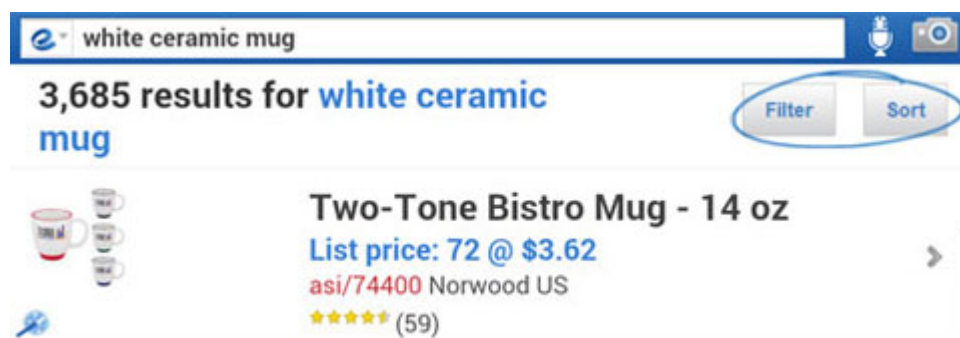 white ceramic mug
3,685 results for white ceramic
mug
Filter
Sort
Two-Tone Bistro Mug - 14 oz
List price: 72 @ $3.62
asi/74400 Norwood US
(59)